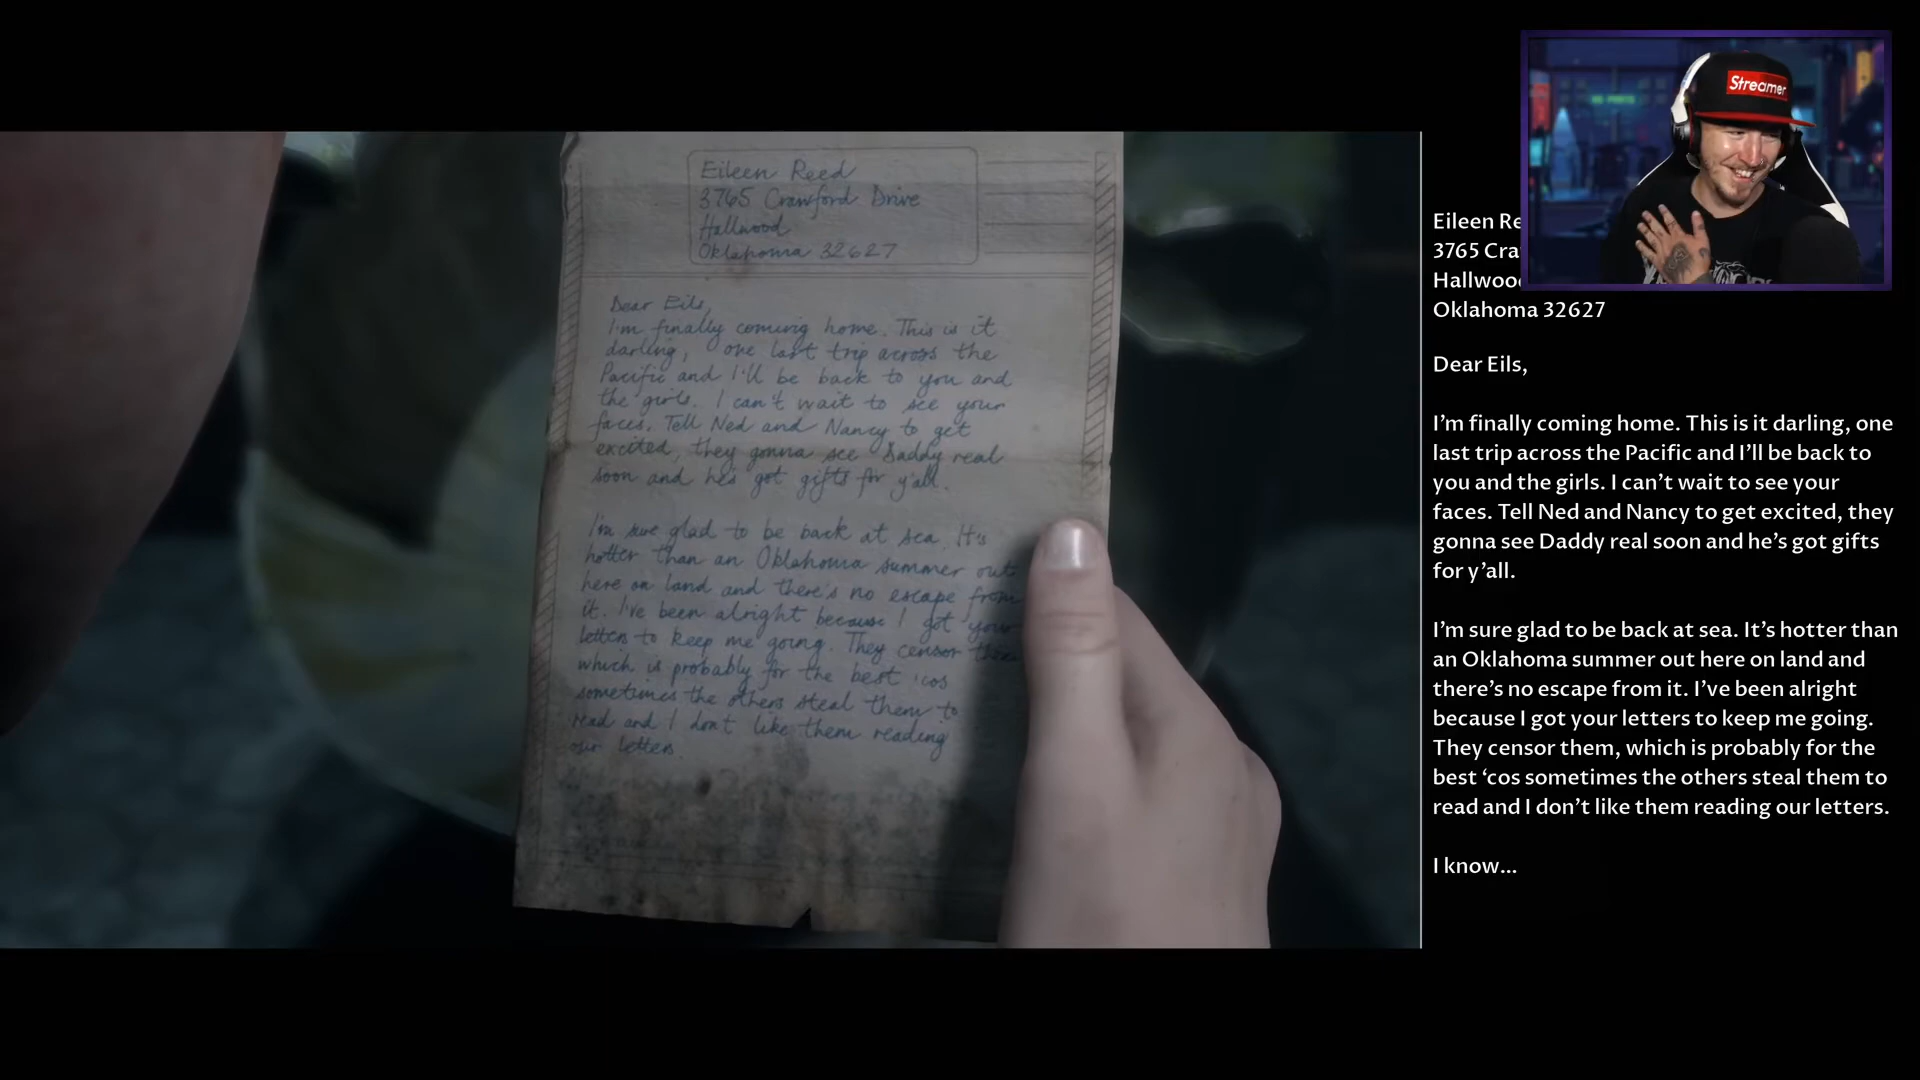 Eileen Reed
3765 Crawford Drive
Hallwood
Oklahoma 32627
Dear Eils,
I'm finally coming home. This is it
darling, one last trip across the
Pacific and I'll be back to you and
the girls. I can't wait to see your
faces. Tell Ned and Nancy to get
excited, they gonna see Daddy real
soon and he's got gifts for y'all.
I'm sure glad to be back at sea. It's
hotter than an Oklahoma summer out
here on land and there's no escape from
it. I've been alright because I got your
letters to keep me going. They censor them
which is probably for the best 'cos
sometimes the others steal them to
read and I don't like them reading
our letters.
Streamer
Eileen Re
3765 Cra
Hallwood
Oklahoma 32627
Dear Eils,
I'm finally coming home. This is it darling, one
last trip across the Pacific and I'll be back to
you and the girls. I can't wait to see your
faces. Tell Ned and Nancy to get excited, they
gonna see Daddy real soon and he's got gifts
for y'all.
I'm sure glad to be back at sea. It's hotter than
an Oklahoma summer out here on land and
there's no escape from it. I've been alright
because I got your letters to keep me going.
They censor them, which is probably for the
best ‘cos sometimes the others steal them to
read and I don't like them reading our letters.
I know...